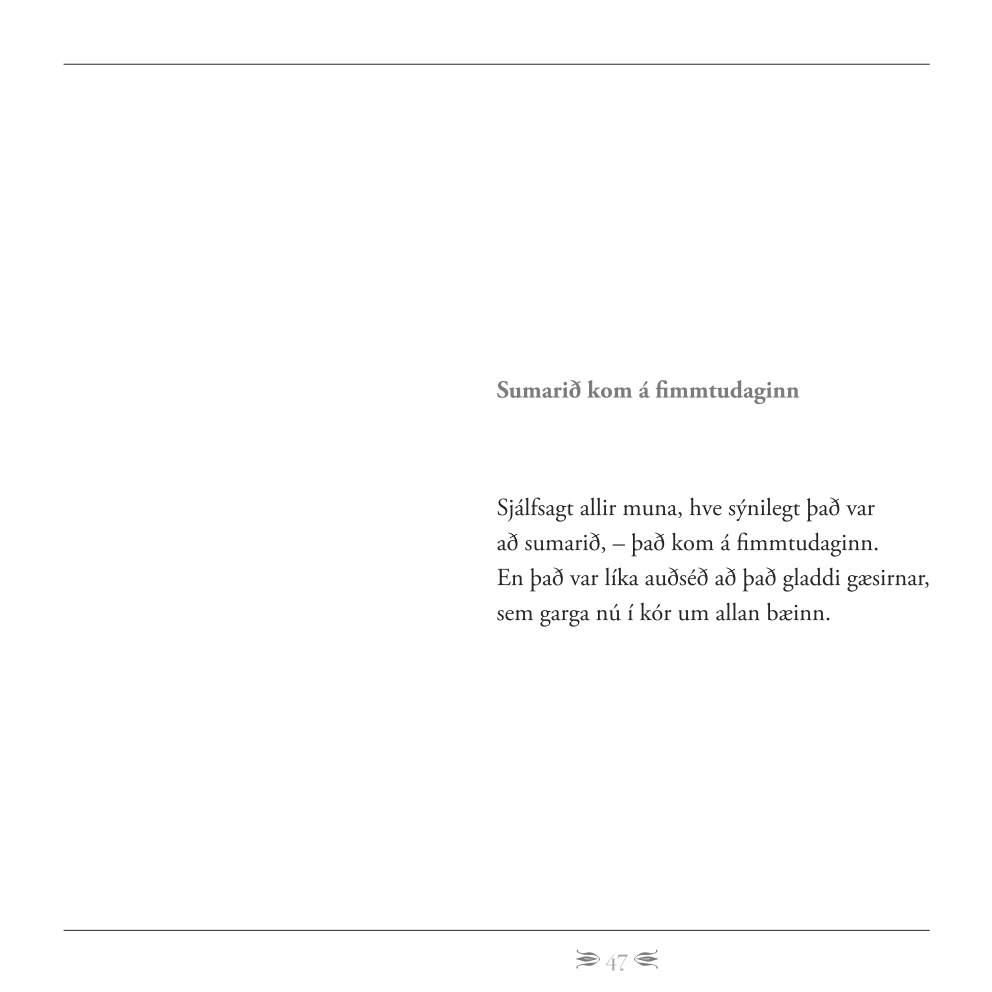 Sumarið kom á fimmtudaginn
Sjálfsagt allir muna, hve sýnilegt það var
að sumarið, – það kom á fimmtudaginn.
En það var líka auðséð að það gladdi gæsirnar,
sem garga nú í kór um allan bæinn.
47